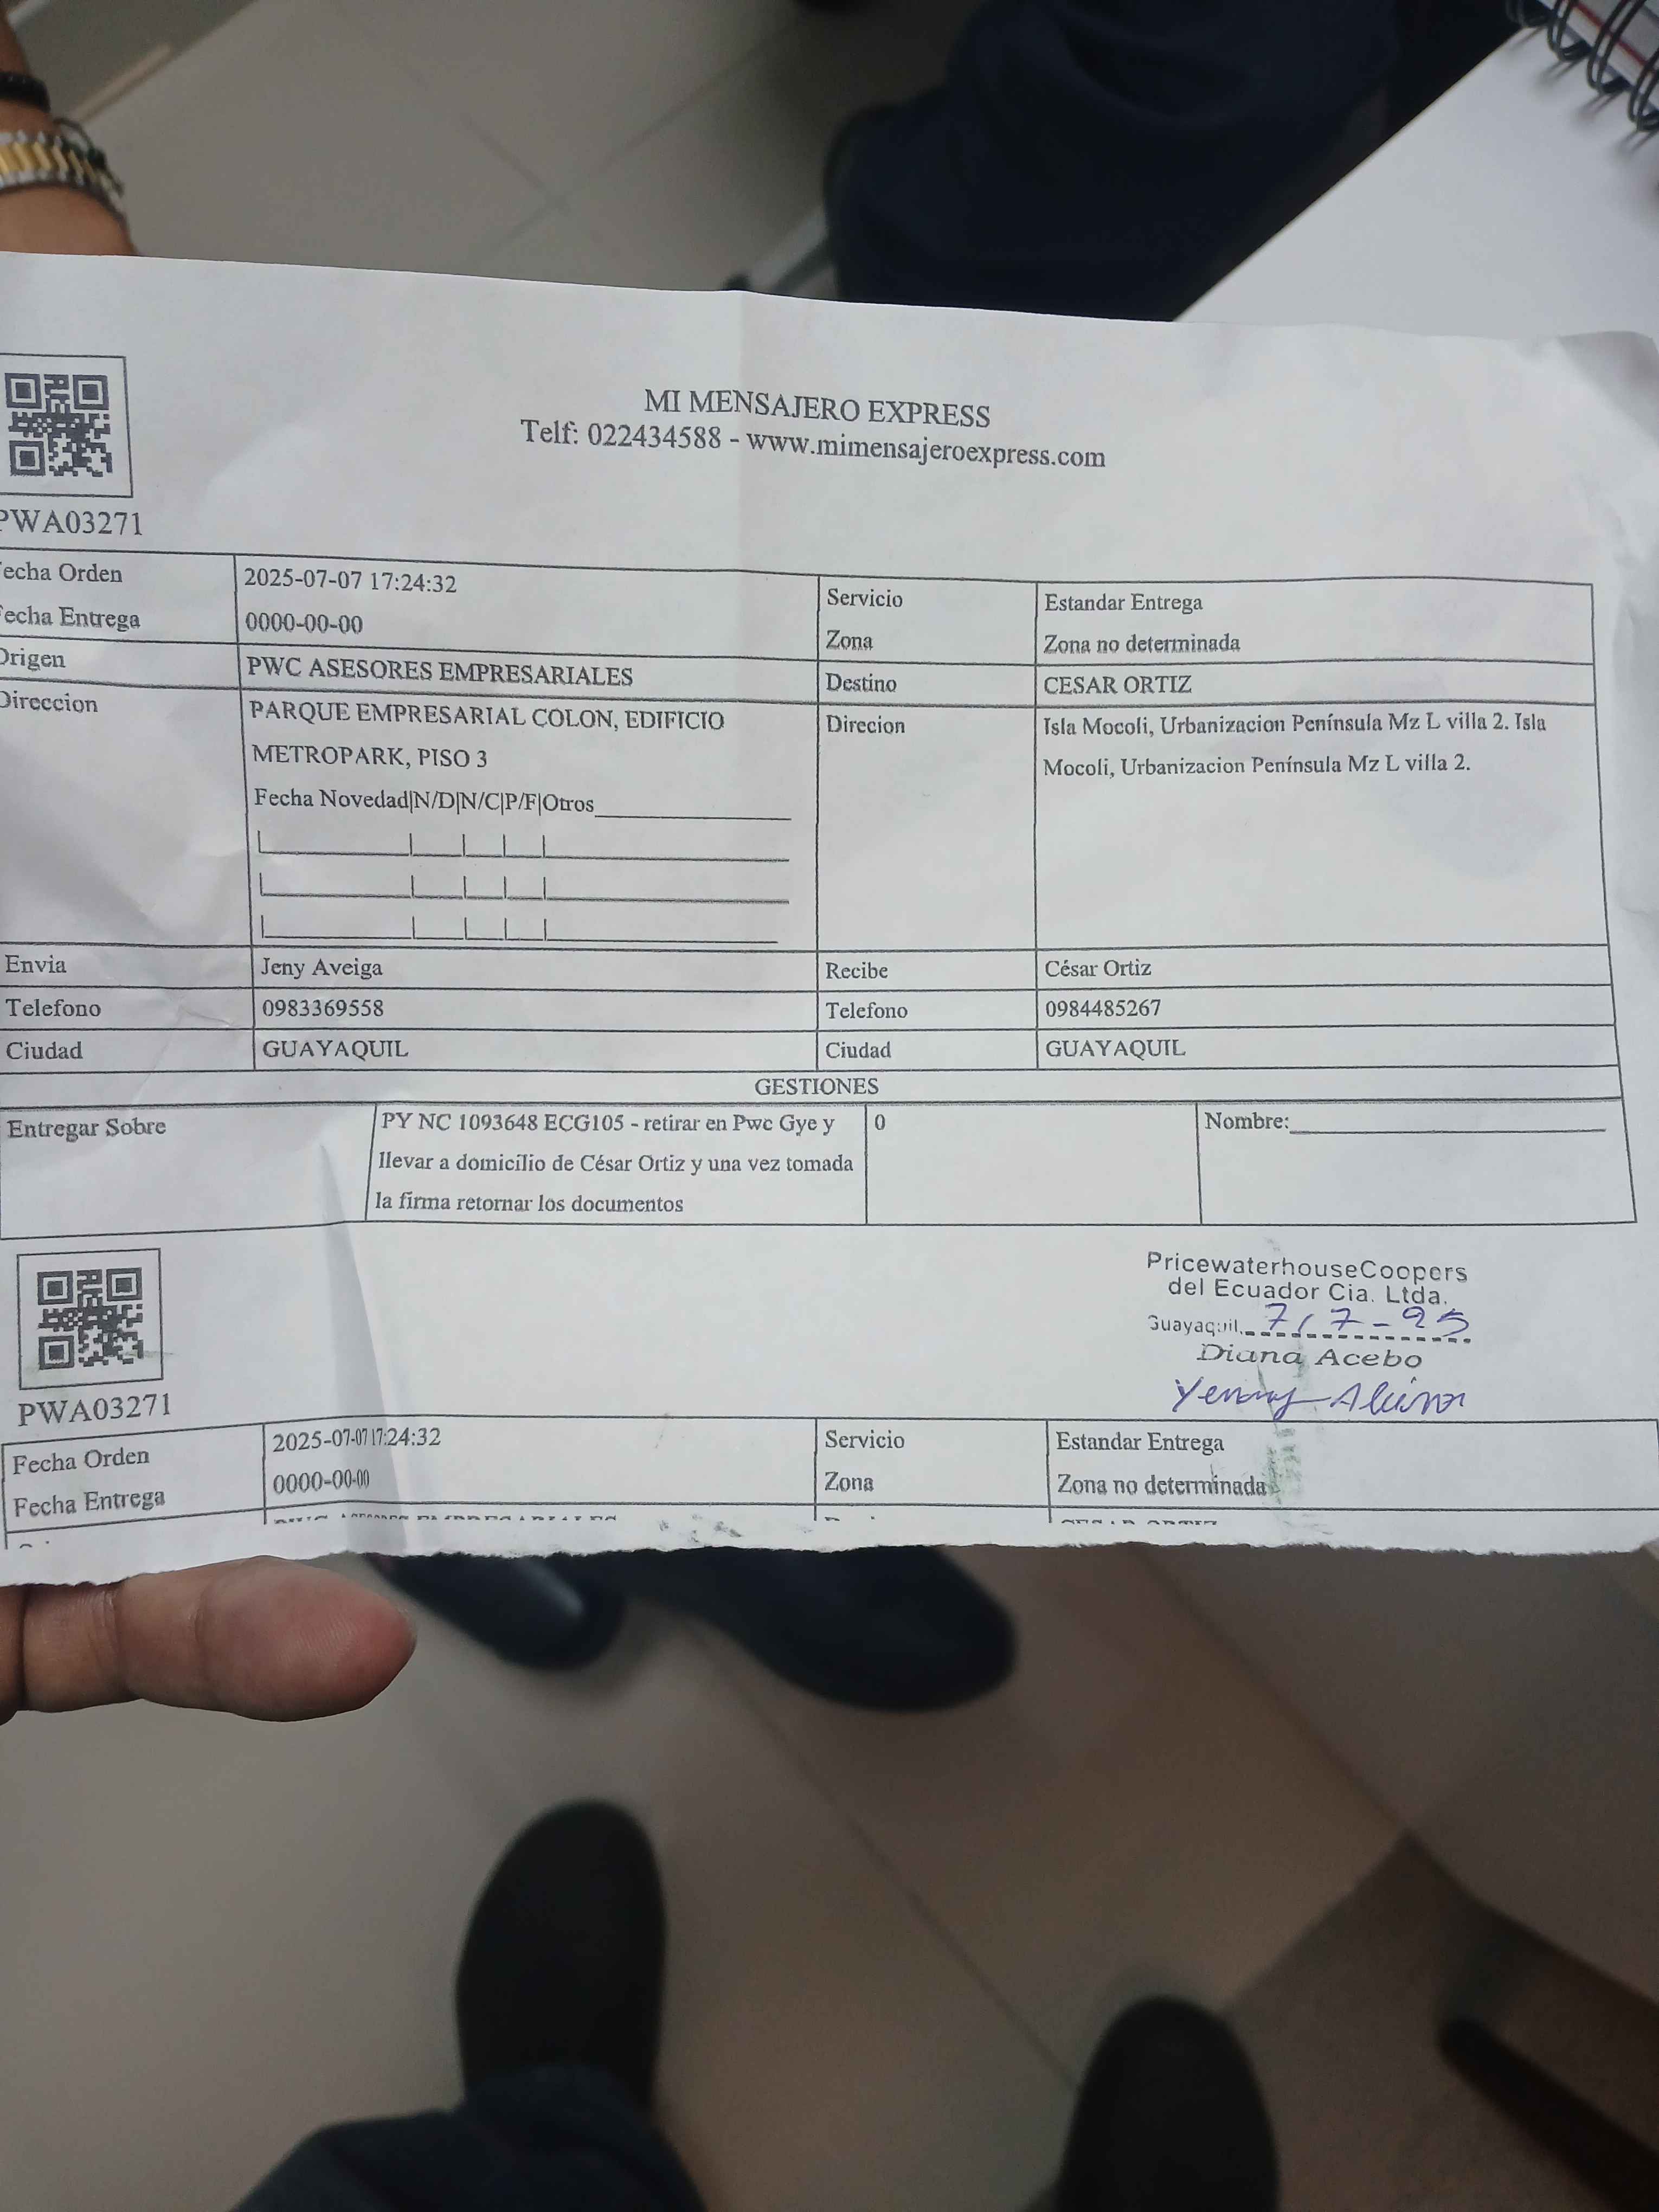 MI MENSAJERO EXPRESS
Telf: 022434588 - www.mimensajeroexpress.com
PWA03271
echa Orden 2025-07-07 17:24:32 Servicio Estandar Entrega
echa Entrega 0000-00-00 Zona Zona no determinada
Origen PWC ASESORES EMPRESARIALES Destino CESAR ORTIZ
Direccion PARQUE EMPRESARIAL COLON, EDIFICIO Direcion Isla Mocoli, Urbanizacion Península Mz L villa 2. Isla
METROPARK, PISO 3 Mocoli, Urbanizacion Península Mz L villa 2.
Fecha Novedad|N/D|N/C|P/F|Otros
Envia Jeny Aveiga Recibe César Ortiz
Telefono 0983369558 Telefono 0984485267
Ciudad GUAYAQUIL Ciudad GUAYAQUIL
GESTIONES
Entregar Sobre PY NC 1093648 ECG105 - retirar en Pwc Gye y 0 Nombre:
llevar a domicilio de César Ortiz y una vez tomada
la firma retornar los documentos
PricewaterhouseCoopers
del Ecuador Cia. Ltda.
Guayaquil, 7/7-25
Diana Acebo
Yenny
PWA03271
Fecha Orden 2025-07-07 17:24:32 Servicio Estandar Entrega
Fecha Entrega 0000-00-00 Zona Zona no determinada